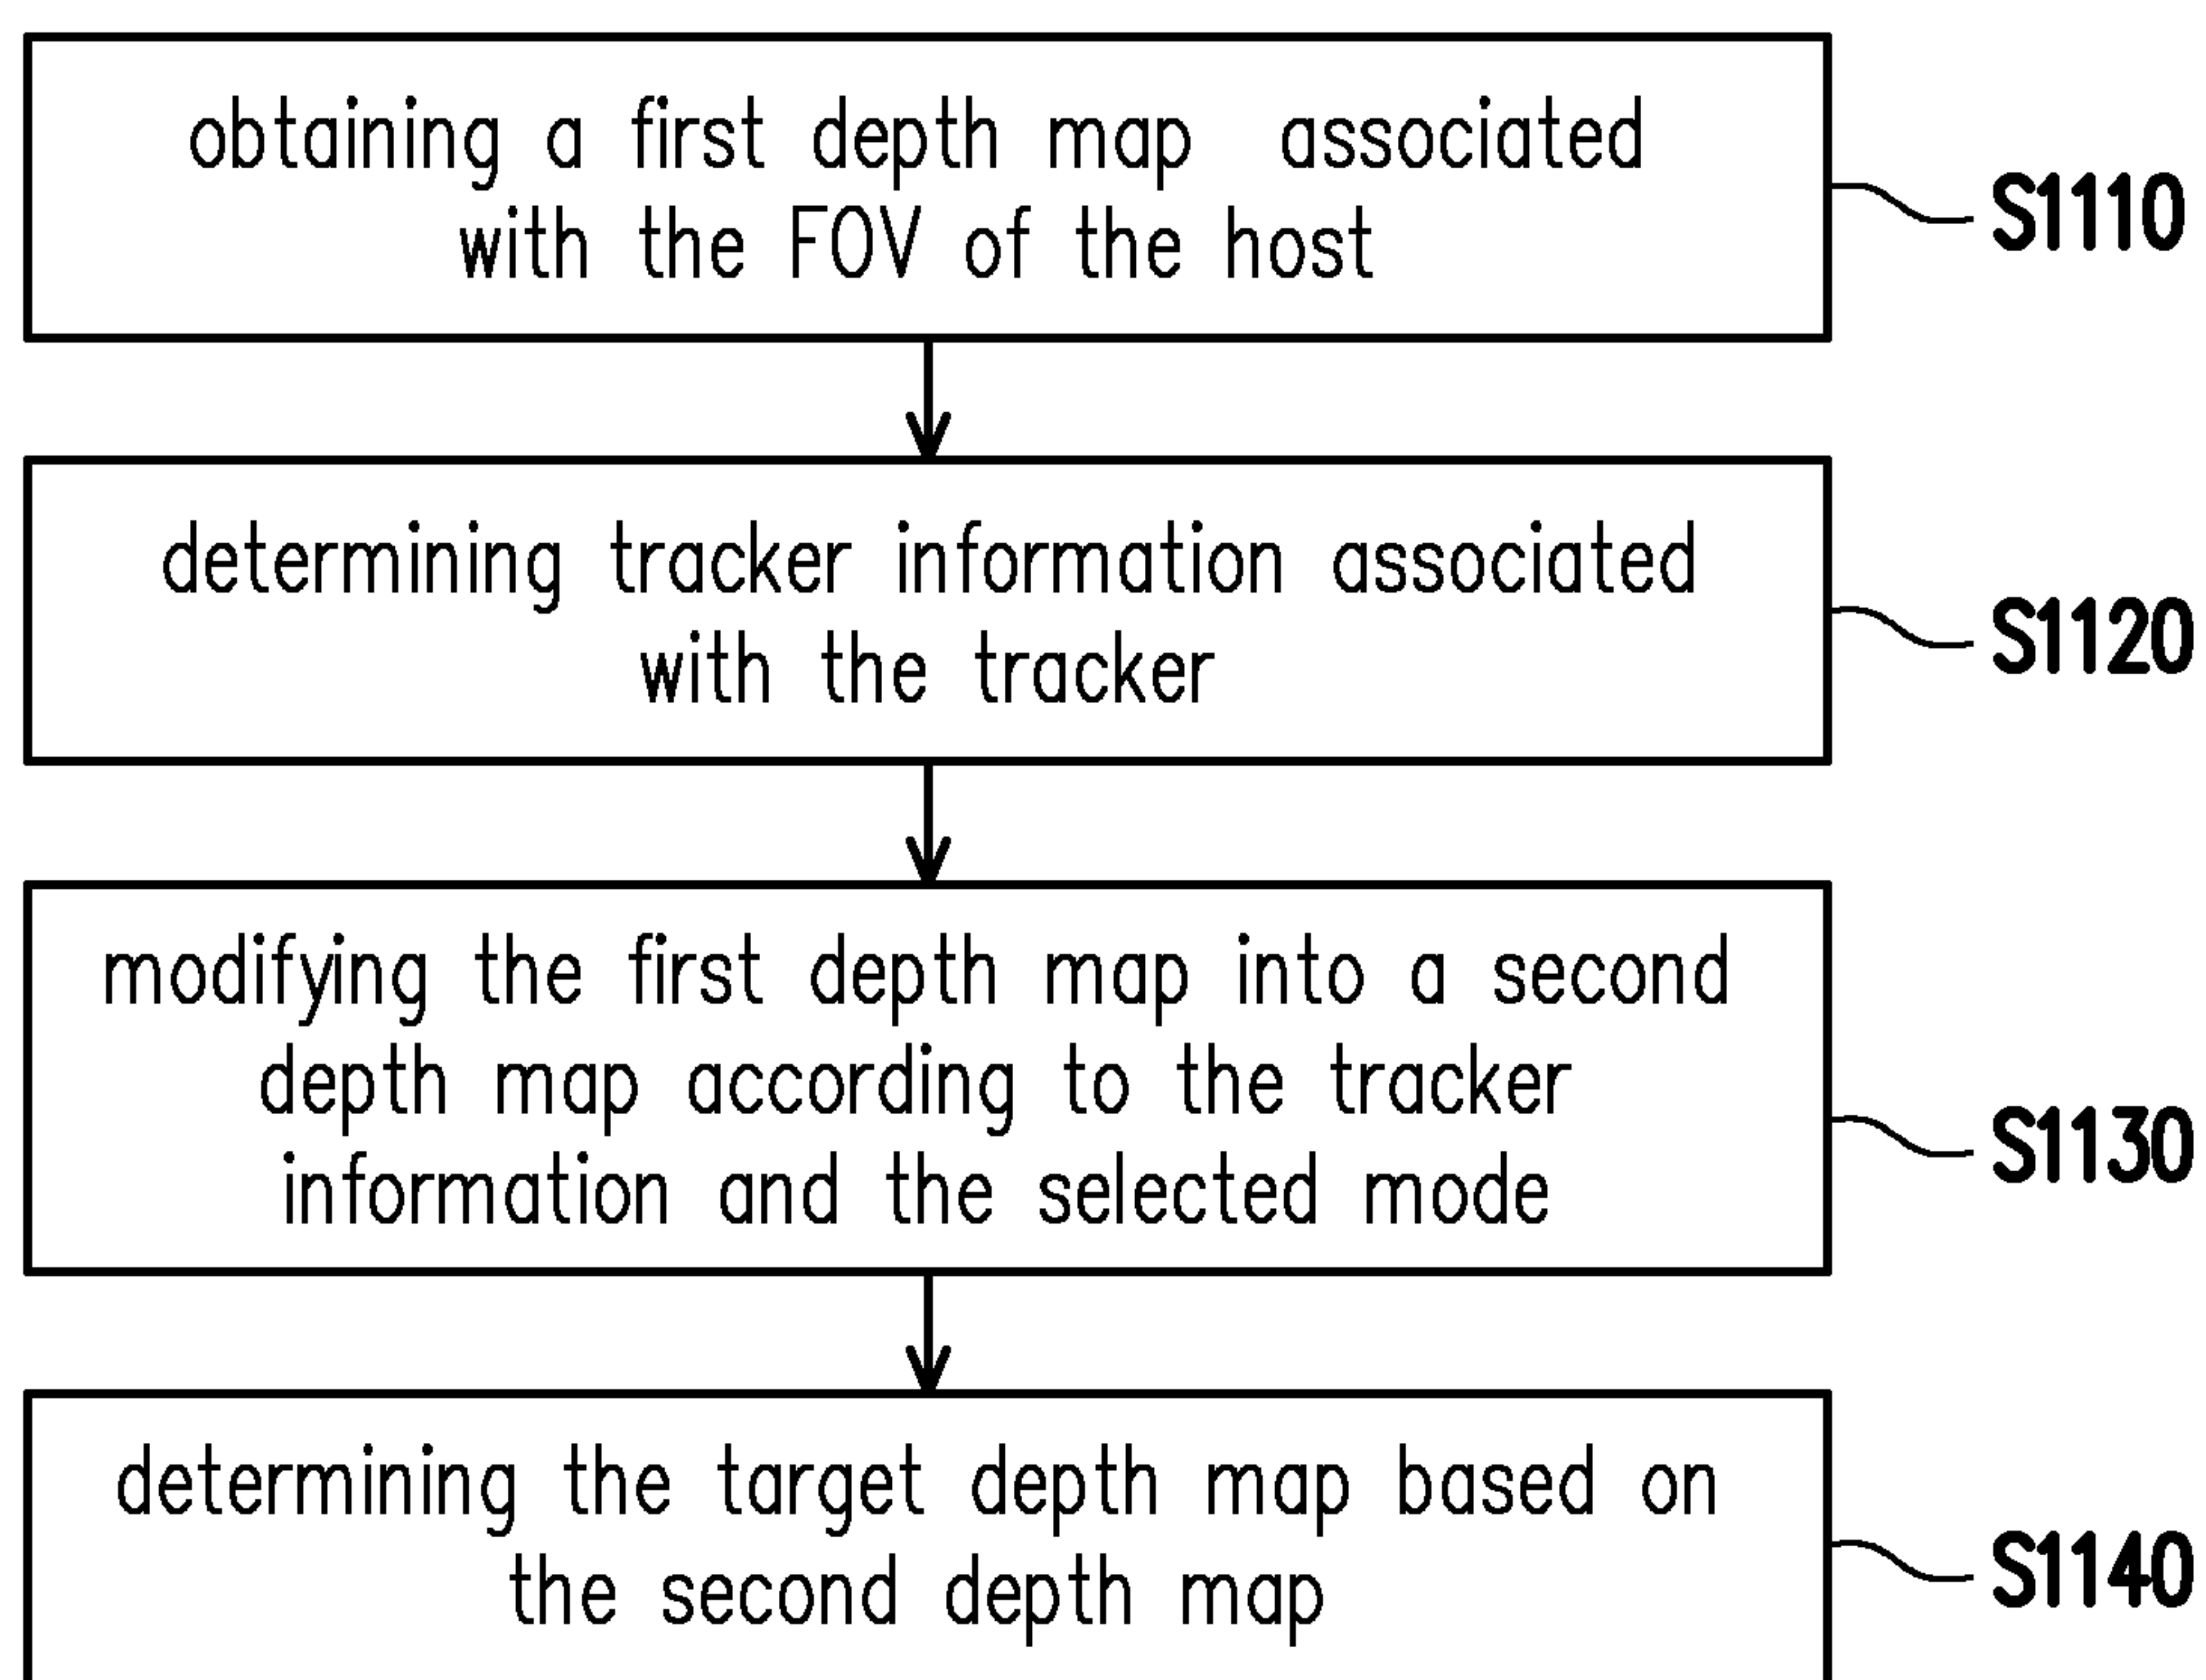 obtaining a first depth map associated
with the FOV of the host
S1110
determining tracker information associated
with the tracker
S1120
modifying the first depth map into a second
depth map according to the tracker
information and the selected mode
S1130
determining the target depth map based on
the second depth map
S1140